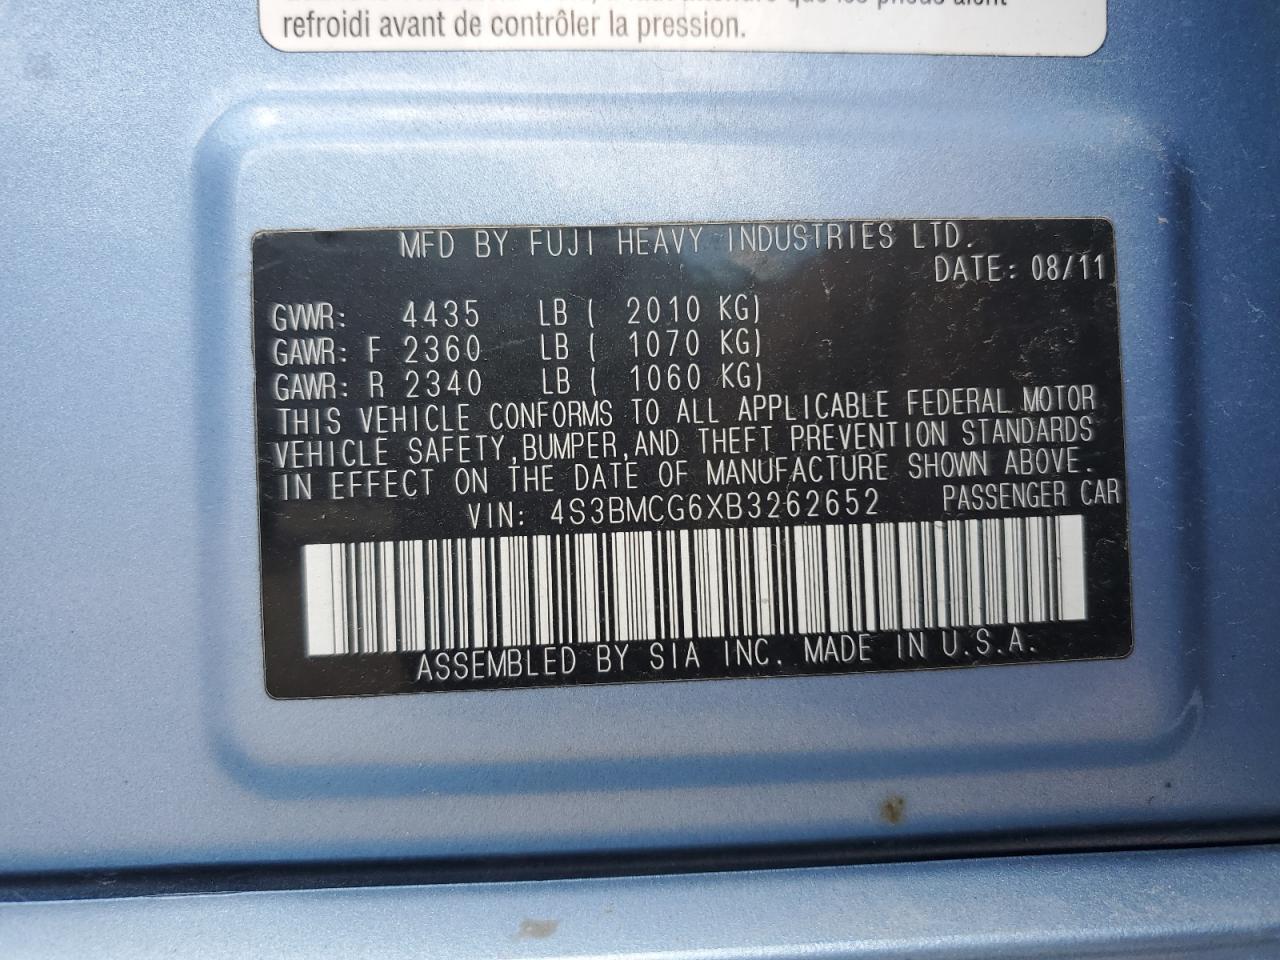 refroidi avant de contrôler la pression.
MFD BY FUJI HEAVY INDUSTRIES LTD.
DATE: 08/11
GVWR: 4435 LB ( 2010 KG)
GAWR: F 2360 LB ( 1070 KG)
GAWR: R 2340 LB ( 1060 KG)
THIS VEHICLE CONFORMS TO ALL APPLICABLE FEDERAL MOTOR
VEHICLE SAFETY,BUMPER,AND THEFT PREVENTION STANDARDS
IN EFFECT ON THE DATE OF MANUFACTURE SHOWN ABOVE.
VIN: 4S3BMCG6XB3262652 PASSENGER CAR
ASSEMBLED BY SIA INC. MADE IN U.S.A.